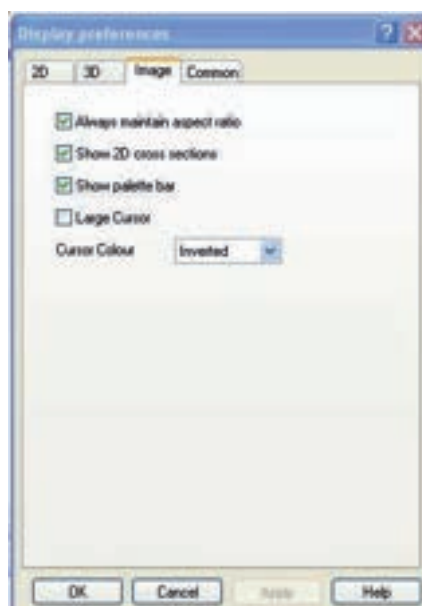 Display preferences
2D 3D Image Common
Always maintain aspect ratio
Show 2D cross sections
Show palette bar
Large Cursor
Cursor Colour Inverted
OK Cancel Apply Help